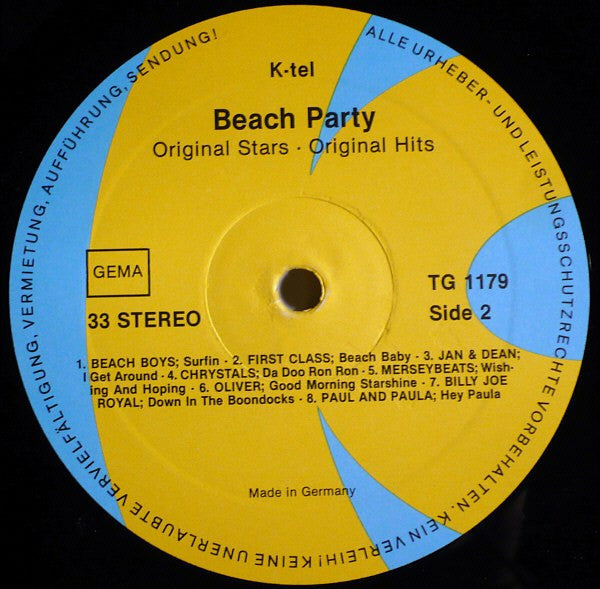 K-tel
Beach Party
Original Stars · Original Hits
GEMA
33 STEREO
TG 1179
Side 2
1. BEACH BOYS; Surfin · 2. FIRST CLASS; Beach Baby · 3. JAN & DEAN;
I Get Around · 4. CHRYSTALS; Da Doo Ron Ron · 5. MERSEYBEATS; Wish-
ing And Hoping · 6. OLIVER; Good Morning Starshine · 7. BILLY JOE
ROYAL; Down In The Boondocks · 8. PAUL AND PAULA; Hey Paula
Made in Germany
ALLE URHEBER- UND LEISTUNGSSCHUTZRECHTE VORBEHALTEN. KEIN VERLEIH! KEINE UNERLAUBTE VERVIELFÄLTIGUNG, VERMIETUNG, AUFFÜHRUNG, SENDUNG!